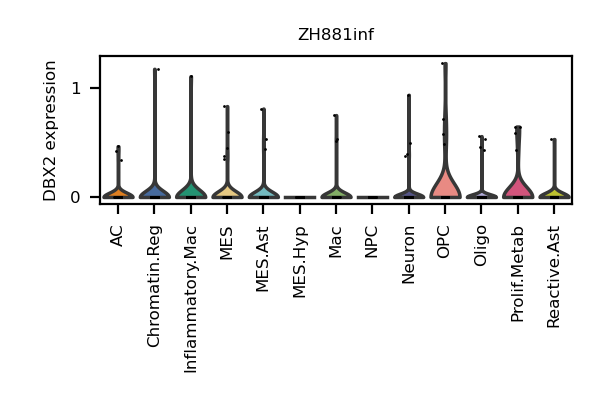 ZH881inf
DBX2 expression
1
0
AC
Chromatin.Reg
Inflammatory.Mac
MES
MES.Ast
MES.Hyp
Mac
NPC
Neuron
OPC
Oligo
Prolif.Metab
Reactive.Ast